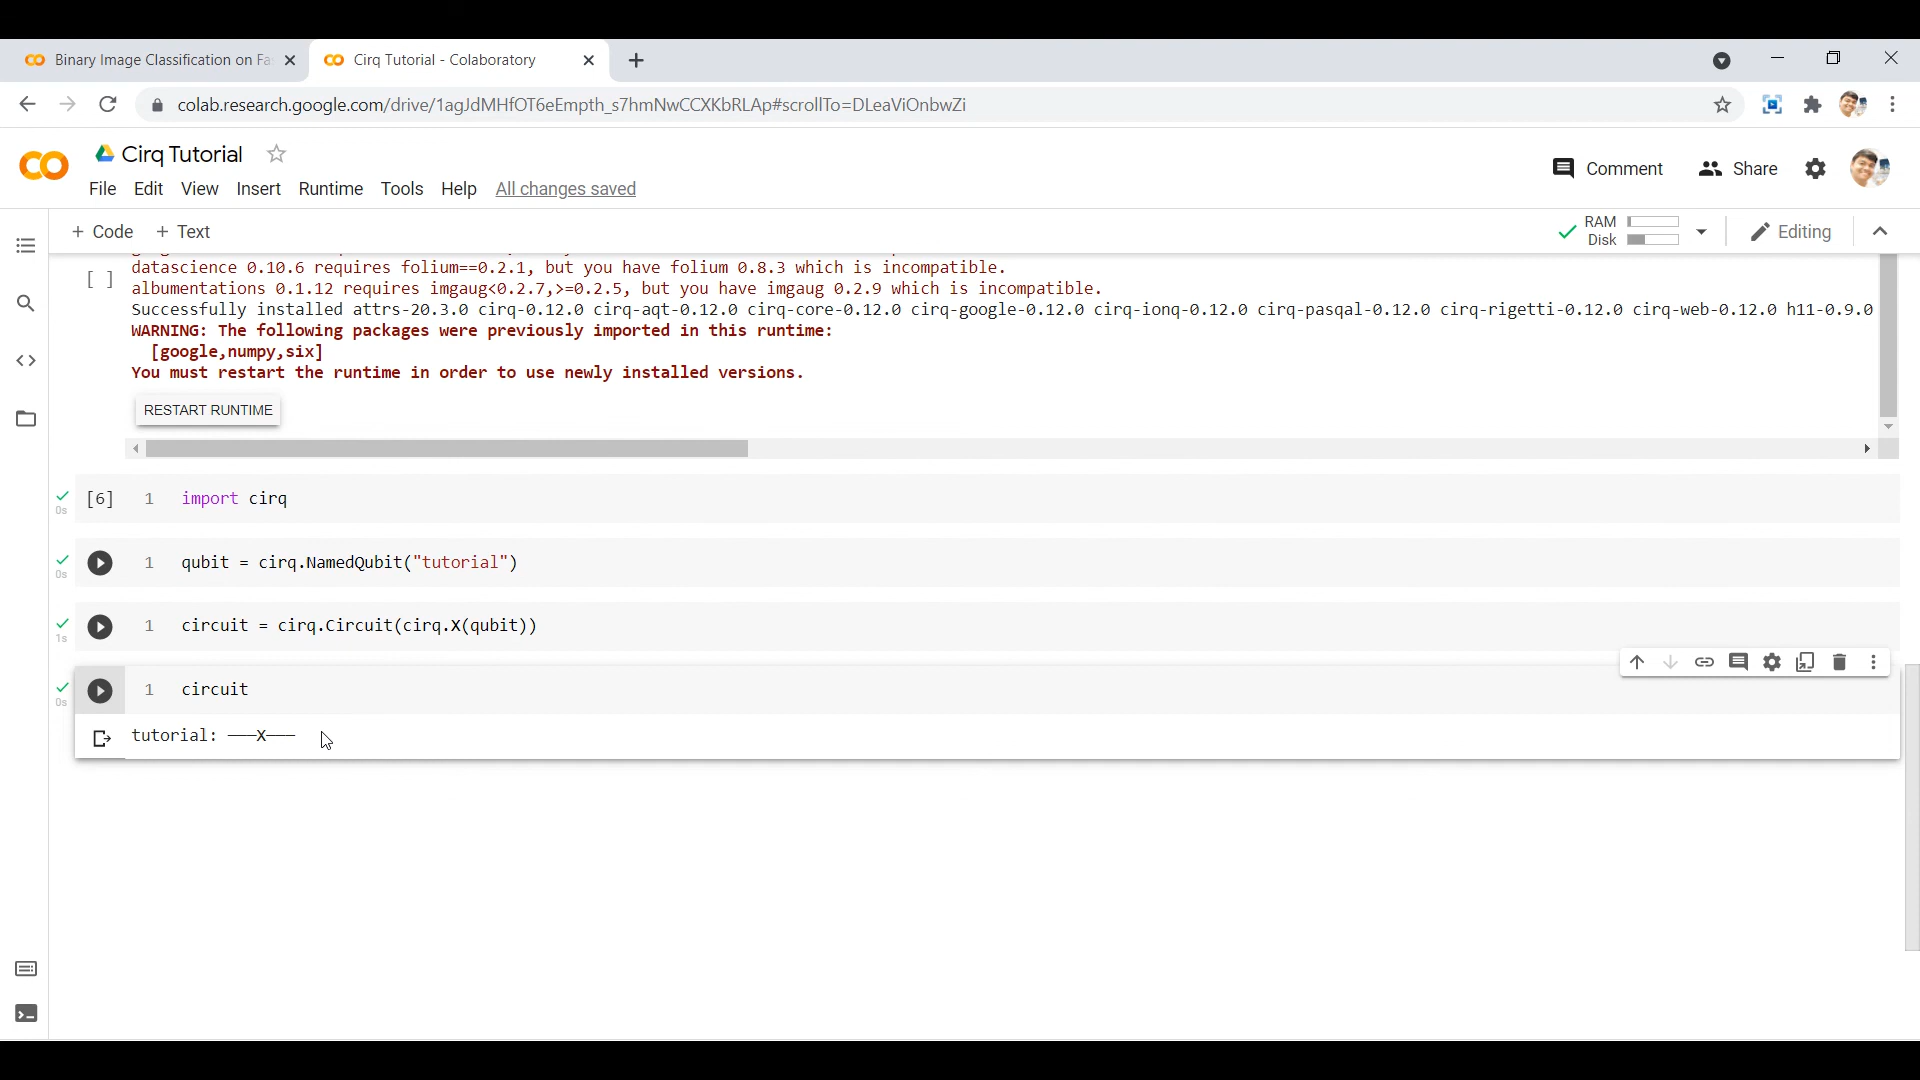 Binary Image Classification on Fa
Cirq Tutorial - Colaboratory
colab.research.google.com/drive/1agJdMHfOT6eEmpth_s7hmNwCCXKbRLAp#scrollTo=DLeaViOnbwZi
Cirq Tutorial
Comment
Share
File Edit View Insert Runtime Tools Help All changes saved
+ Code + Text
RAM
Disk
Editing
datascience 0.10.6 requires folium==0.2.1, but you have folium 0.8.3 which is incompatible.
[ ]
albumentations 0.1.12 requires imgaug<0.2.7,>=0.2.5, but you have imgaug 0.2.9 which is incompatible.
Successfully installed attrs-20.3.0 cirq-0.12.0 cirq-aqt-0.12.0 cirq-core-0.12.0 cirq-google-0.12.0 cirq-ionq-0.12.0 cirq-pasqal-0.12.0 cirq-rigetti-0.12.0 cirq-web-0.12.0 h11-0.9.0
WARNING: The following packages were previously imported in this runtime:
[google,numpy,six]
You must restart the runtime in order to use newly installed versions.
RESTART RUNTIME
[6] 1 import cirq
0s
1 qubit = cirq.NamedQubit("tutorial")
0s
1 circuit = cirq.Circuit(cirq.X(qubit))
1s
1 circuit
0s
tutorial: ───X───